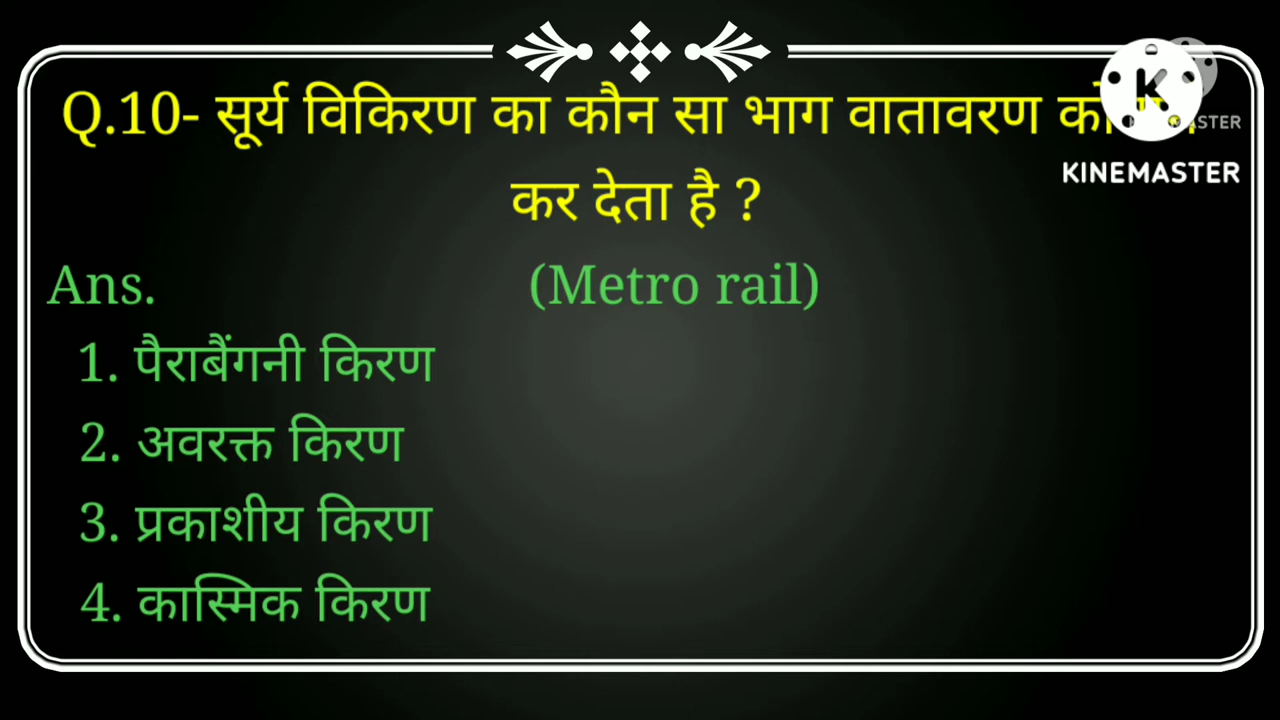 Q.10- सूर्य विकिरण का कौन सा भाग वातावरण को
कर देता है ?
KINEMASTER
Ans. (Metro rail)
1. पैराबैंगनी किरण
2. अवरक्त किरण
3. प्रकाशीय किरण
4. कास्मिक किरण